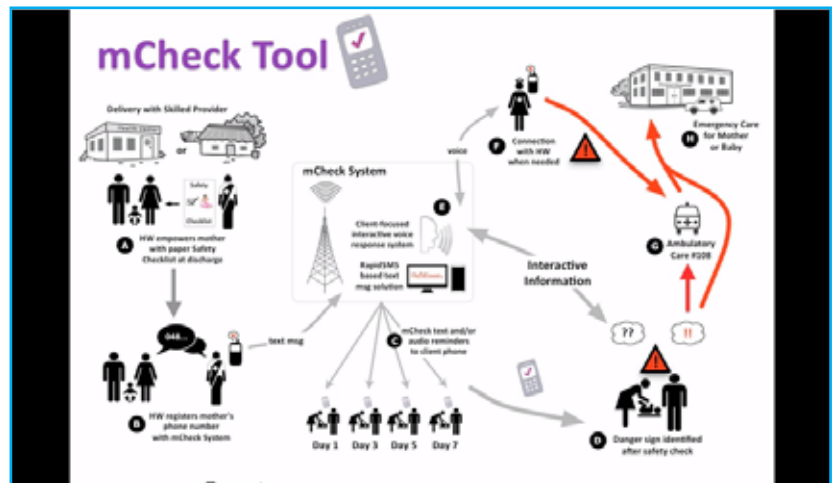 mCheck Tool
Delivery with Skilled Provider
or
Safety
Checklist
A
HW empowers mother
with paper Safety
Checklist at discharge
048...
text msg
B
HW registers mother's
phone number
with mCheck System
mCheck System
E
Client-focused
interactive voice
response system
RapidSMS
based text
msg solution
voice
C
mCheck text and/or
audio reminders
to client phone
Day 1
Day 3
Day 5
Day 7
F
Connection
with HW
when needed
H
Emergency Care
for Mother
or Baby
G
Ambulatory
Care #108
Interactive
Information
??
!!
D
Danger sign identified
after safety check